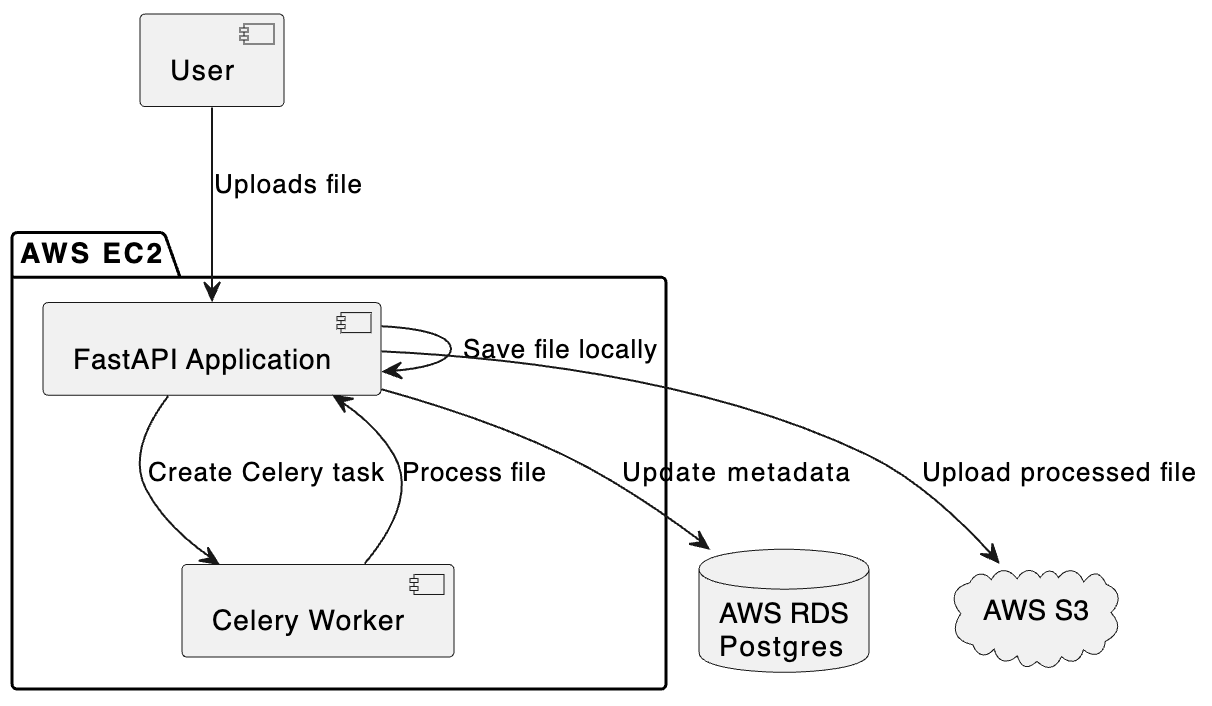 User
Uploads file
AWS EC2
FastAPI Application
Save file locally
Create Celery task
Process file
Update metadata
Upload processed file
Celery Worker
AWS RDS
Postgres
AWS S3